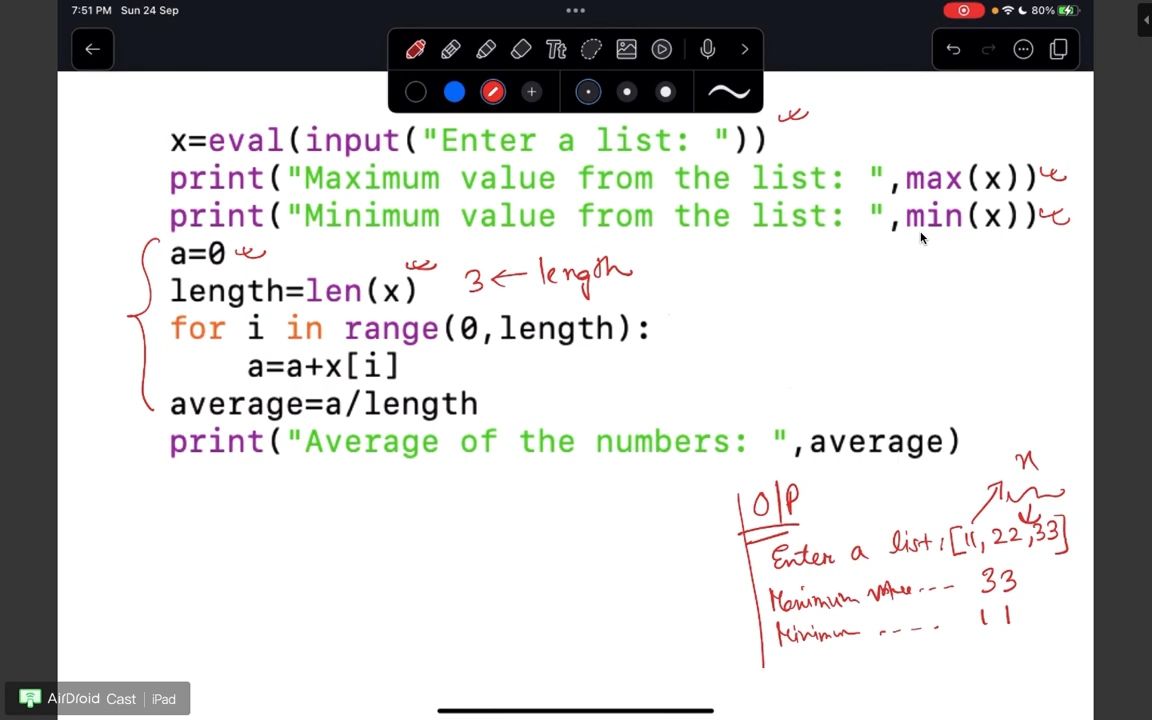 7:51 PM Sun 24 Sep
80%
Tt
x=eval(input("Enter a list: "))
print("Maximum value from the list: ",max(x))
print("Minimum value from the list: ",min(x))
a=0
length=len(x) 3 ← length
for i in range(0,length):
    a=a+x[i]
average=a/length
print("Average of the numbers: ",average)
x
O/P
Enter a list: [11, 22, 33]
Maximum value ---- 33
Minimum ----- 11
AirDroid Cast | iPad